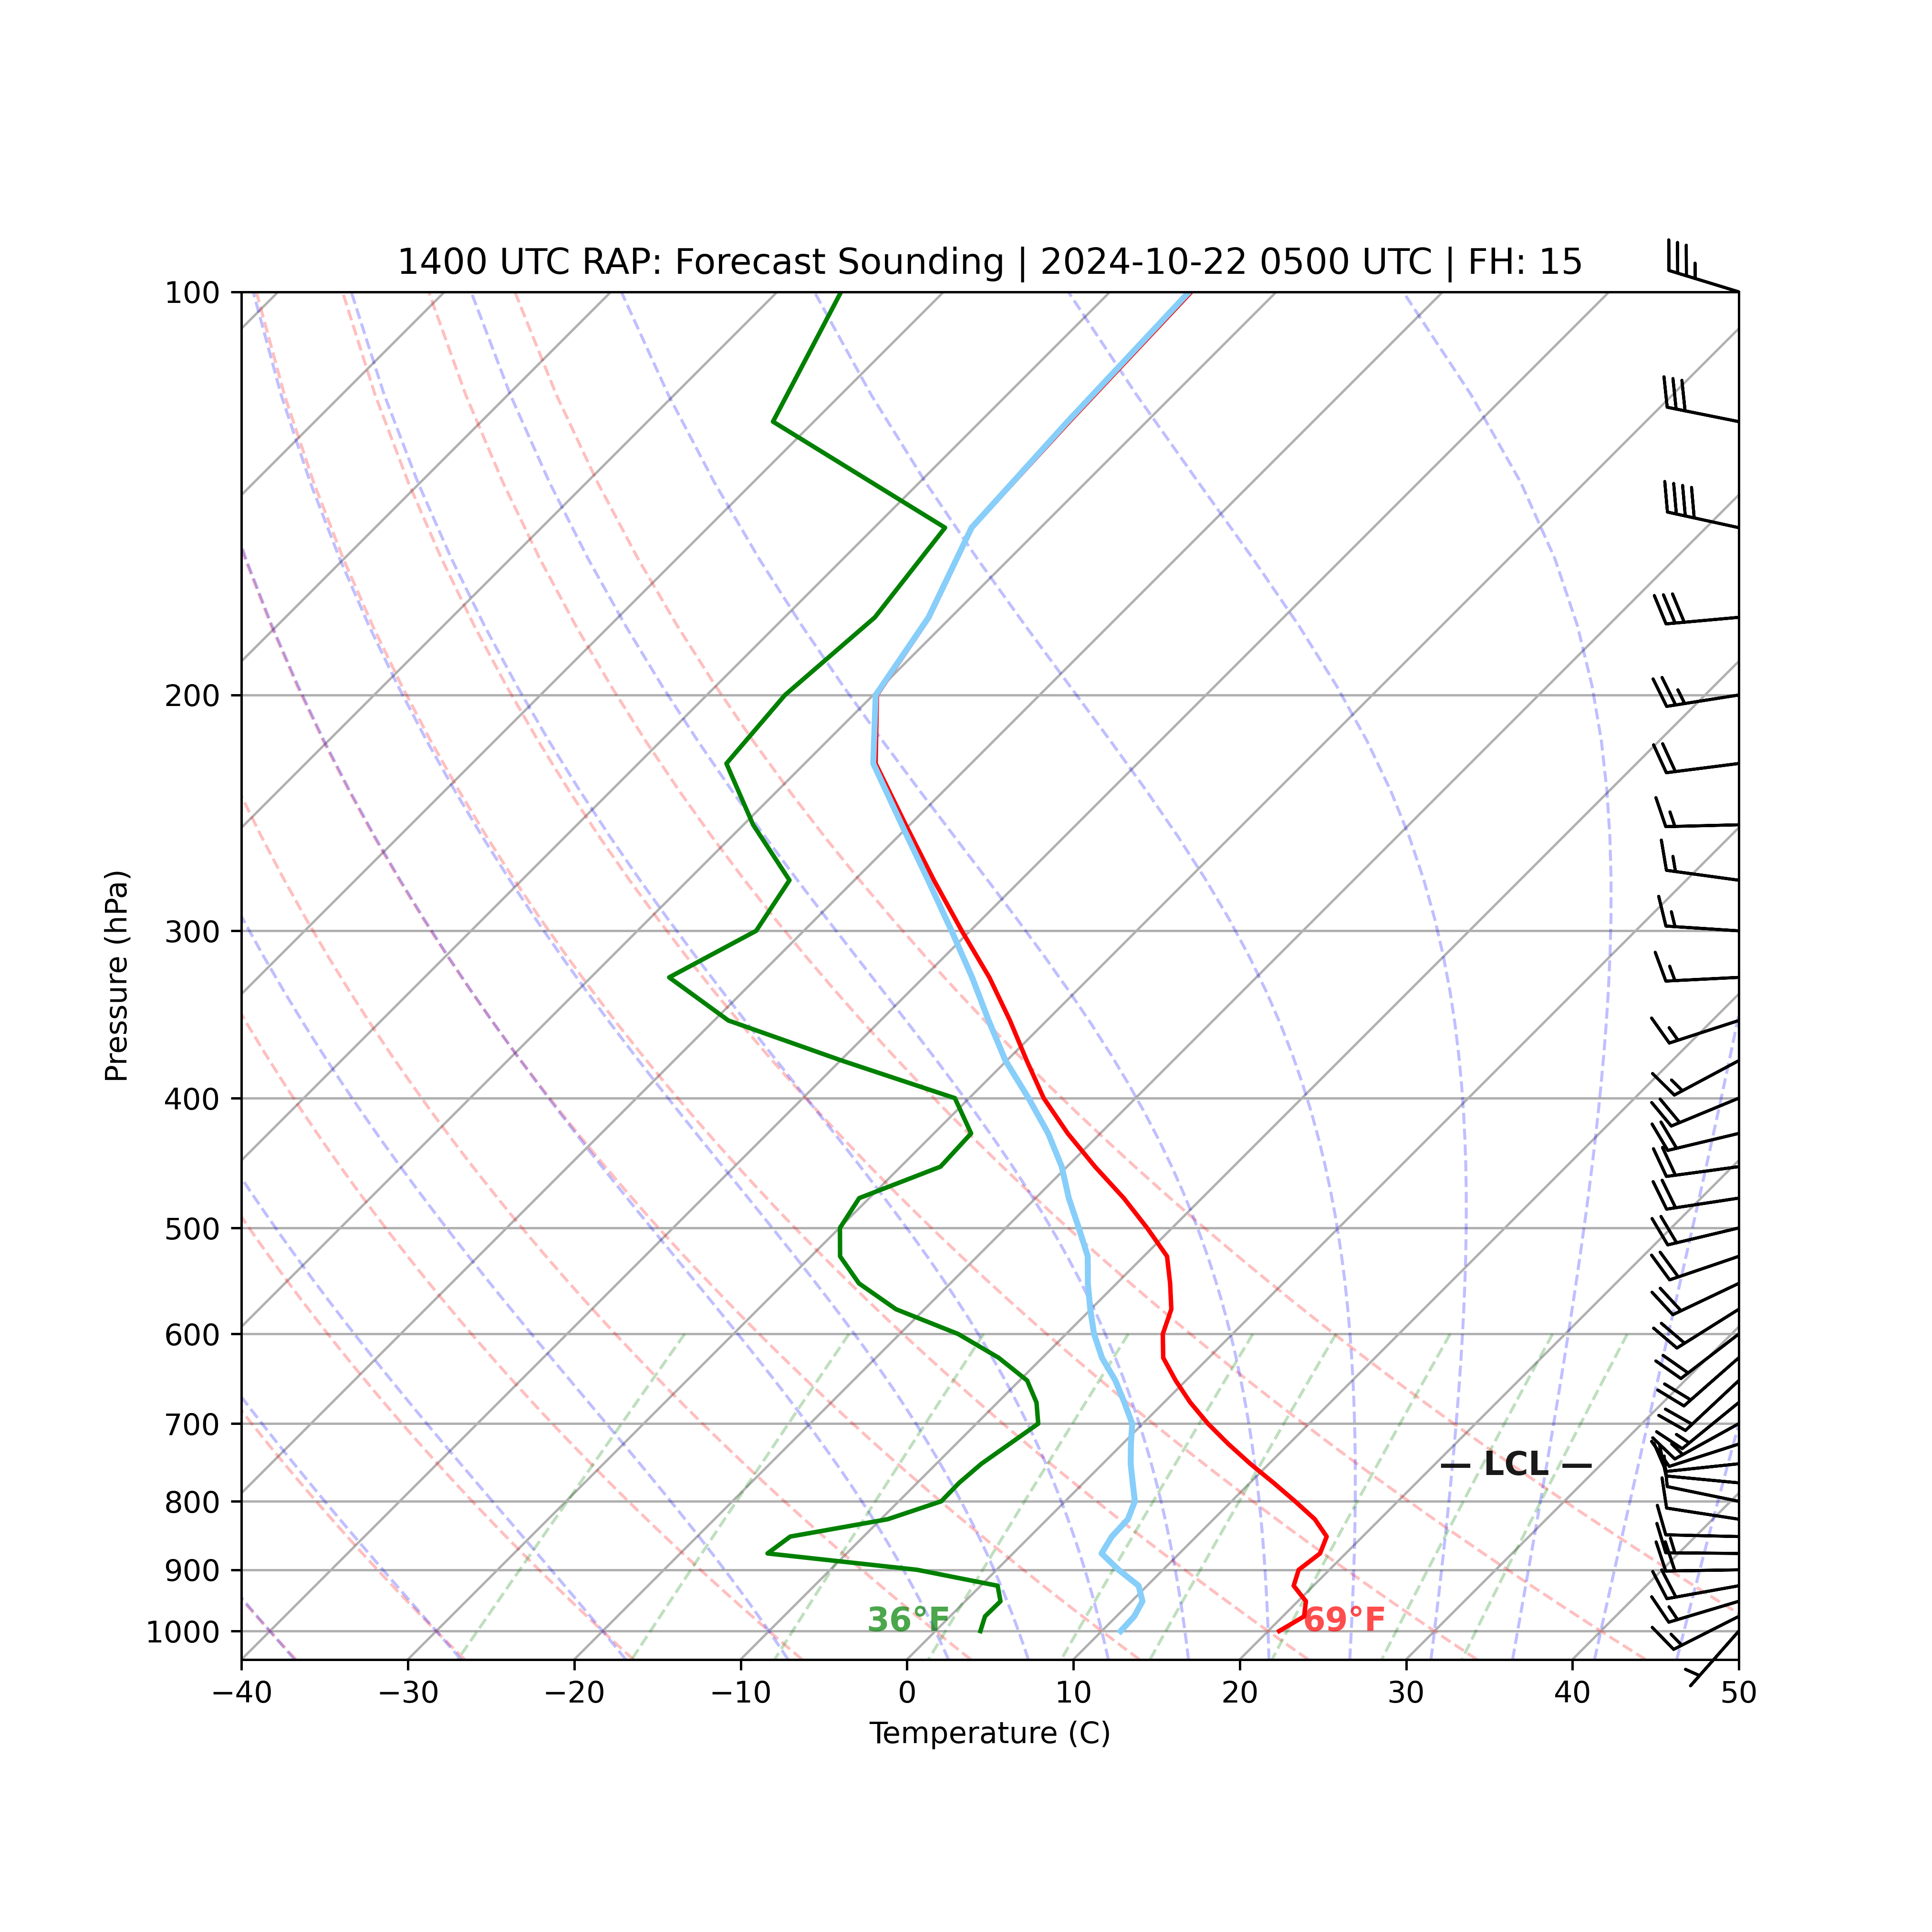 1400 UTC RAP: Forecast Sounding | 2024-10-22 0500 UTC | FH: 15
100
200
300
400
500
600
700
800
900
1000
Pressure (hPa)
— LCL —
36°F
69°F
−40 −30 −20 −10 0 10 20 30 40 50
Temperature (C)